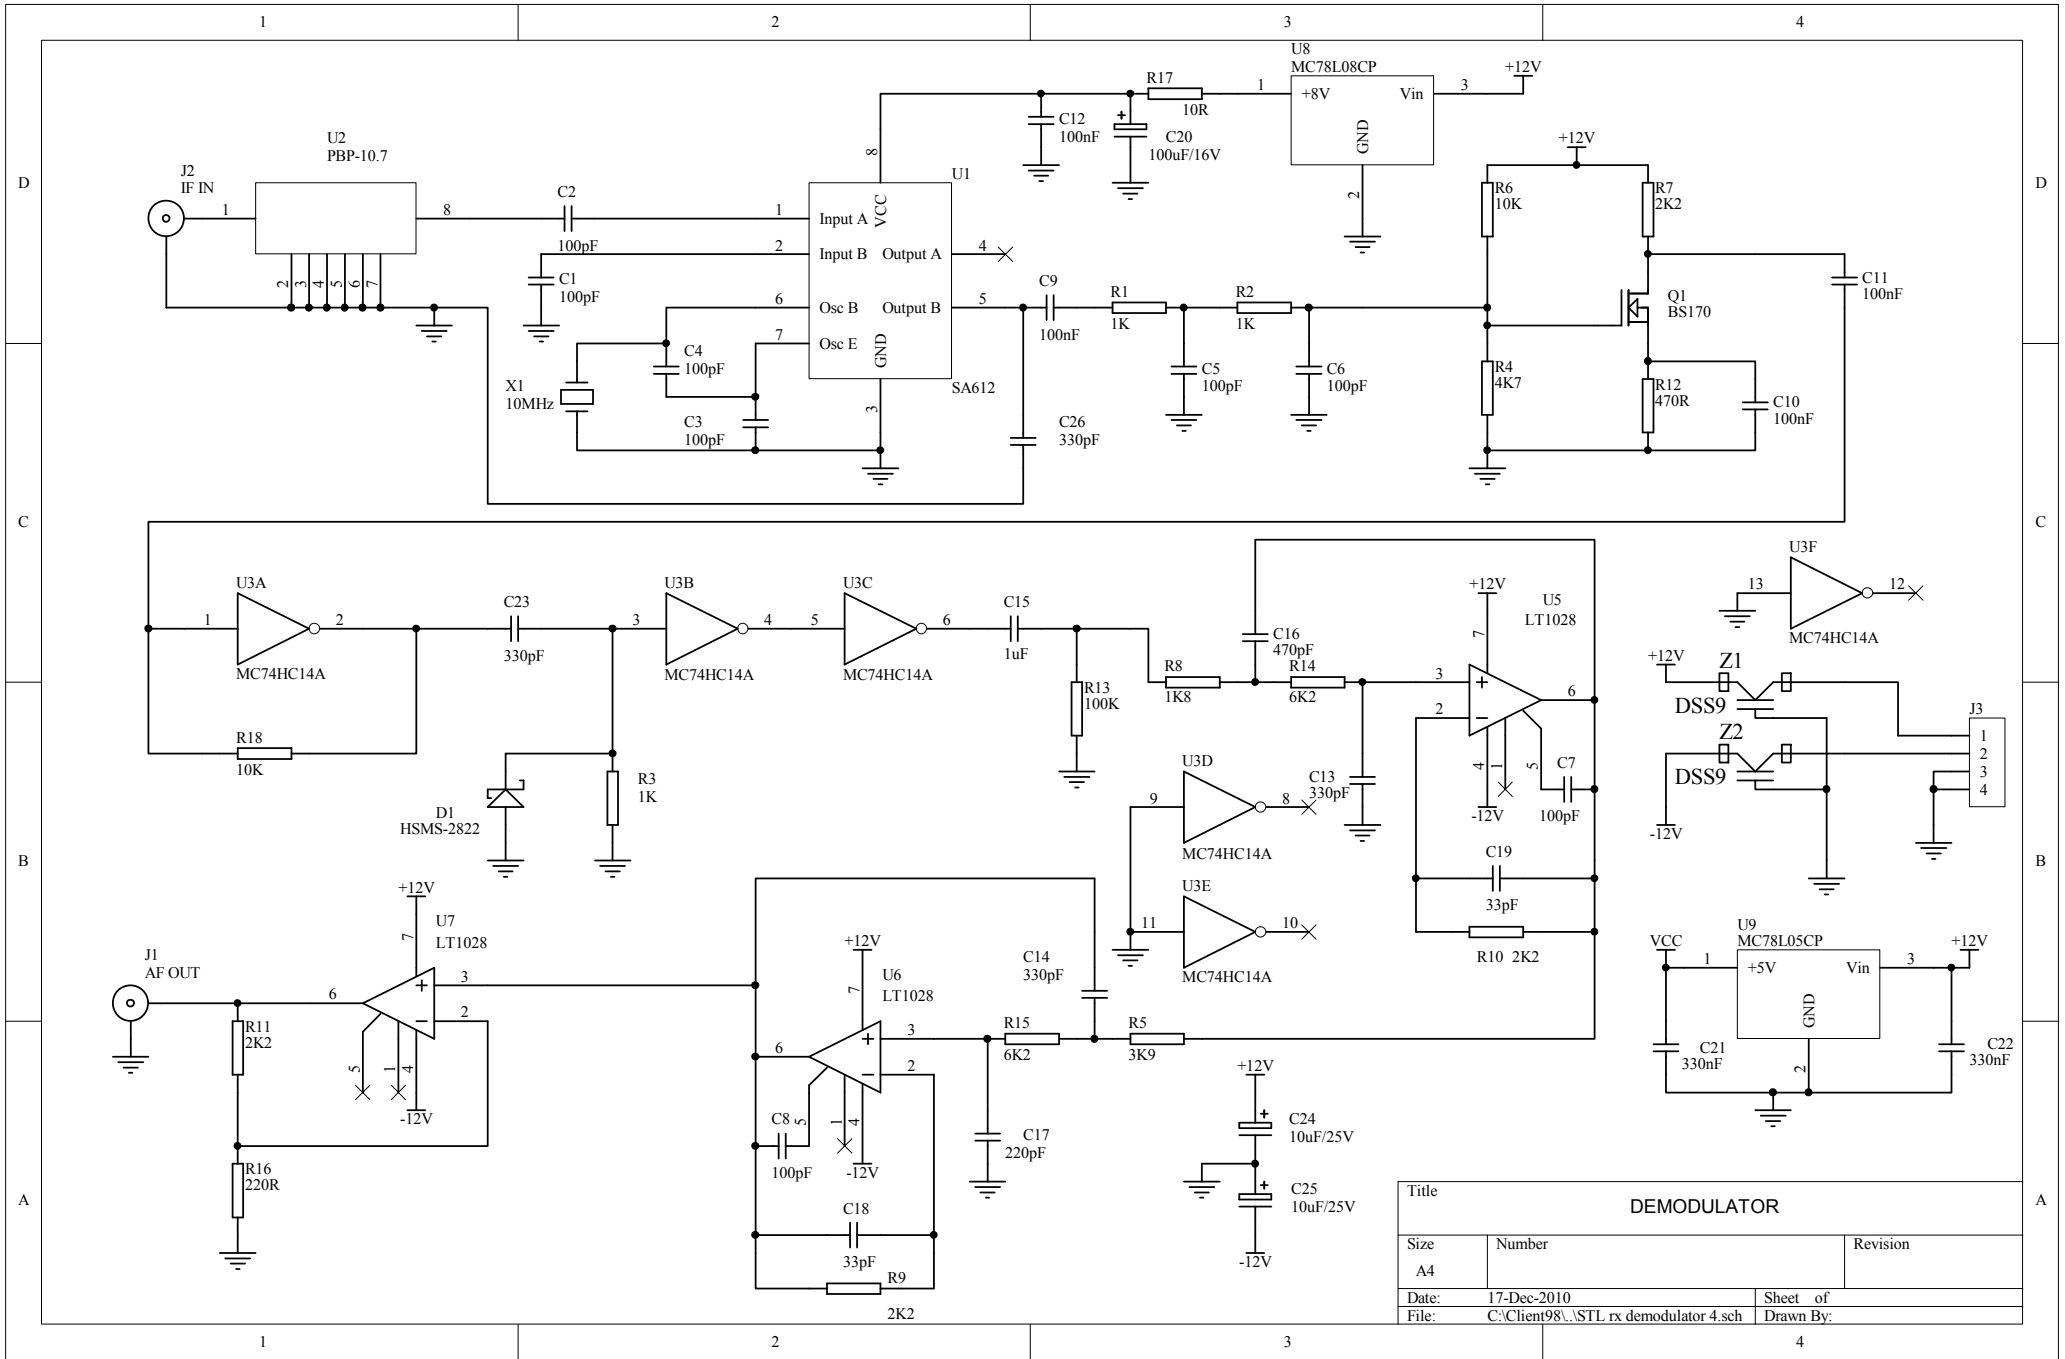 1
2
3
4
D
D
C
C
B
B
A
A
1
2
3
4
J2
IF IN
1
U2
PBP-10.7
8
2
3
4
5
6
7
C2
100pF
C1
100pF
U1
SA612
1
Input A
2
Input B
6
Osc B
7
Osc E
VCC
8
GND
3
Output A
4
Output B
5
X1
10MHz
C4
100pF
C3
100pF
C26
330pF
C12
100nF
C20
+
100uF/16V
R17
10R
U8
MC78L08CP
1
+8V
Vin
3
GND
2
+12V
C9
100nF
R1
1K
R2
1K
C5
100pF
C6
100pF
+12V
R6
10K
R7
2K2
R4
4K7
Q1
BS170
R12
470R
C10
100nF
C11
100nF
U3A
1
2
MC74HC14A
R18
10K
C23
330pF
D1
HSMS-2822
R3
1K
U3B
3
4
MC74HC14A
U3C
5
6
MC74HC14A
C15
1uF
R13
100K
R8
1K8
C16
470pF
R14
6K2
C13
330pF
+12V
U5
LT1028
7
3
+
2
−
6
4
1
5
-12V
C7
100pF
C19
33pF
R10 2K2
U3D
9
8
MC74HC14A
U3E
11
10
MC74HC14A
U3F
13
12
MC74HC14A
+12V
Z1
DSS9
Z2
DSS9
-12V
J3
1
2
3
4
VCC
U9
MC78L05CP
1
+5V
Vin
3
GND
2
+12V
C21
330nF
C22
330nF
J1
AF OUT
+12V
U7
LT1028
7
6
+
3
−
2
5
1
4
-12V
R11
2K2
R16
220R
+12V
U6
LT1028
7
6
+
3
−
2
5
1
4
-12V
C8
100pF
C18
33pF
R9
2K2
C14
330pF
R15
6K2
R5
3K9
C17
220pF
+12V
+
C24
10uF/25V
+
C25
10uF/25V
-12V
Title
DEMODULATOR
Size
Number
Revision
A4
Date: 17-Dec-2010
Sheet of
File: C:\Client98\..\STL rx demodulator 4.sch
Drawn By: